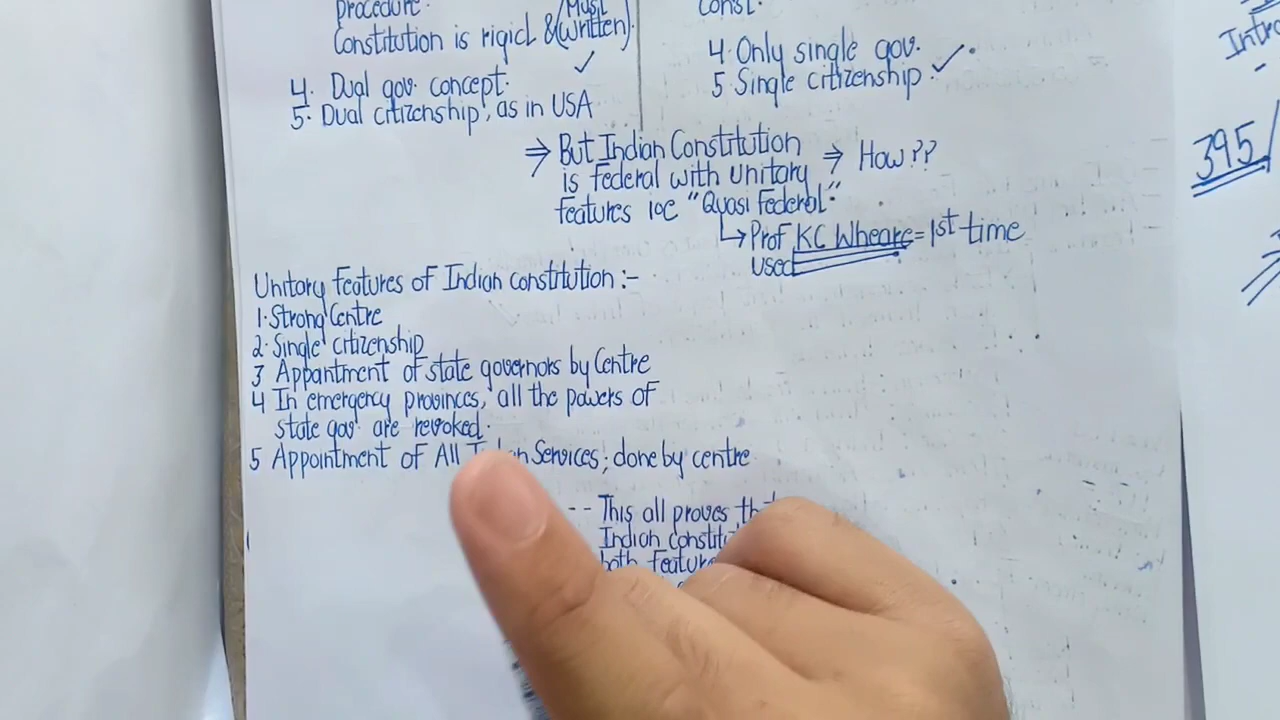 procedure.
Constitution is rigid & (Must written).
4. Dual gov. concept.
5. Dual citizenship, as in USA
Const.
4. Only single gov.
5. Single citizenship.
⇒ But Indian Constitution
is federal with unitary ⇒ How??
features ioc "Quasi Federal"
↳ Prof KC Wheare = 1st time
used
Unitary features of Indian constitution :-
1. Strong Centre
2. Single citizenship
3 Appantment of state governors by Centre
4 In emergency provinces, all the powers of
state gov. are revoked.
5 Appointment of All Services; done by centre
-- This all proves
Indian
both
Intro
395